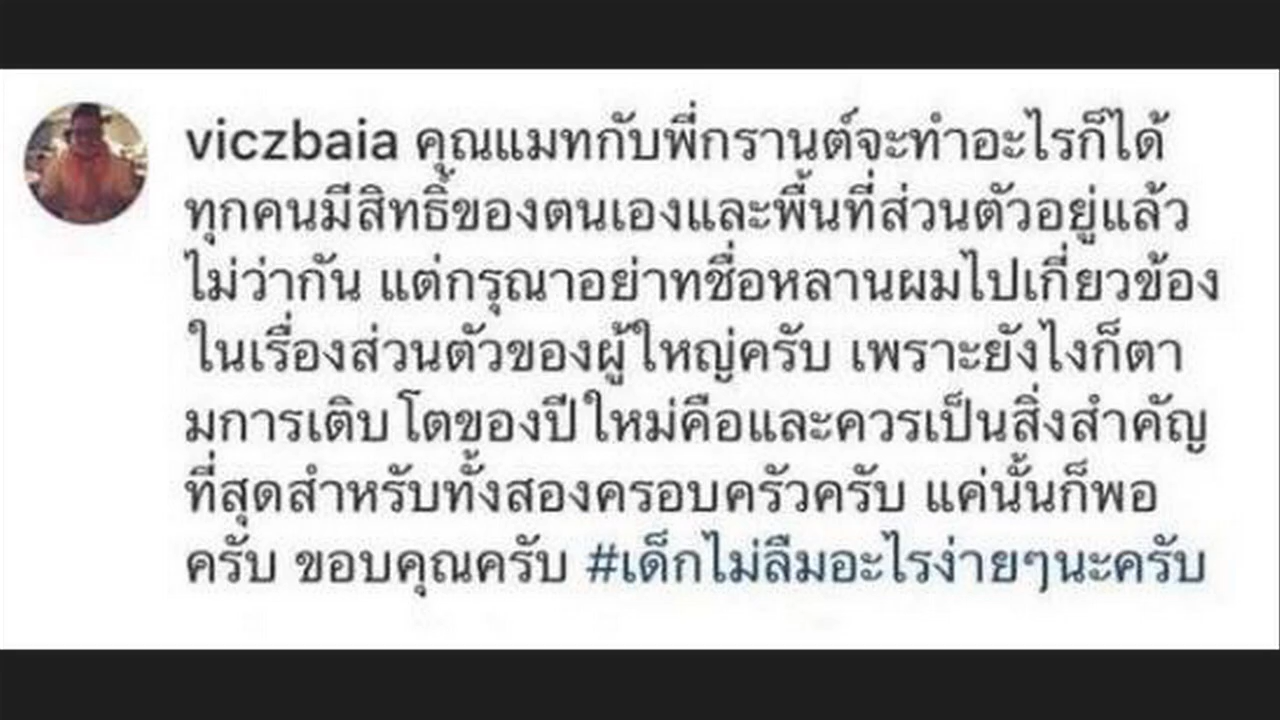 viczbaia คุณแมทกับพี่กรานต์จะทำอะไรก็ได้
ทุกคนมีสิทธิ์ของตนเองและพื้นที่ส่วนตัวอยู่แล้ว
ไม่ว่ากัน แต่กรุณาอย่าทชื่อหลานผมไปเกี่ยวข้อง
ในเรื่องส่วนตัวของผู้ใหญ่ครับ เพราะยังไงก็ตา
มการเติบโตของปีใหม่คือและควรเป็นสิ่งสำคัญ
ที่สุดสำหรับทั้งสองครอบครัวครับ แค่นั้นก็พอ
ครับ ขอบคุณครับ #เด็กไม่ลืมอะไรง่ายๆนะครับ